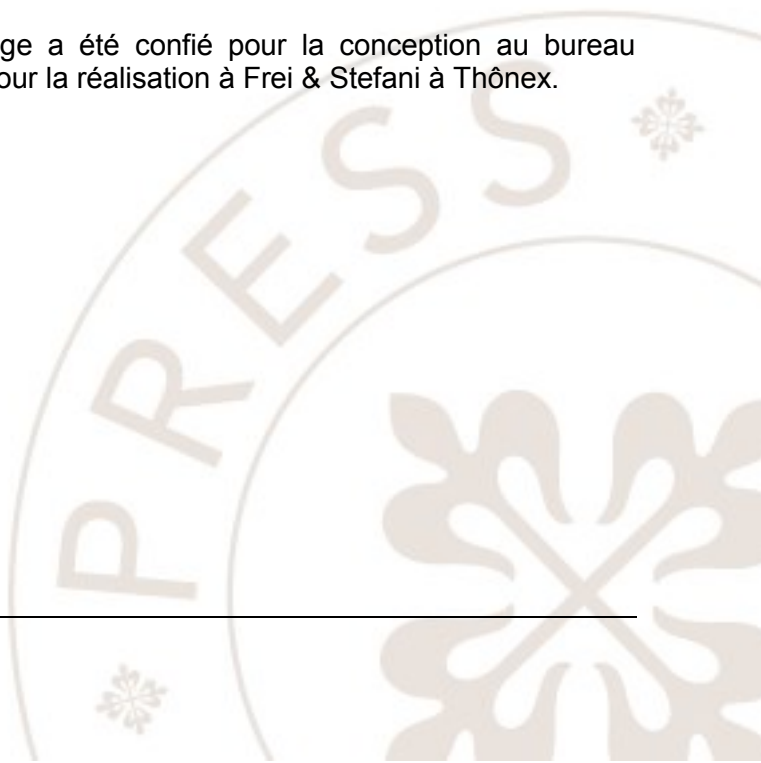 ge a été confié pour la conception au bureau
our la réalisation à Frei & Stefani à Thônex.
PRESS